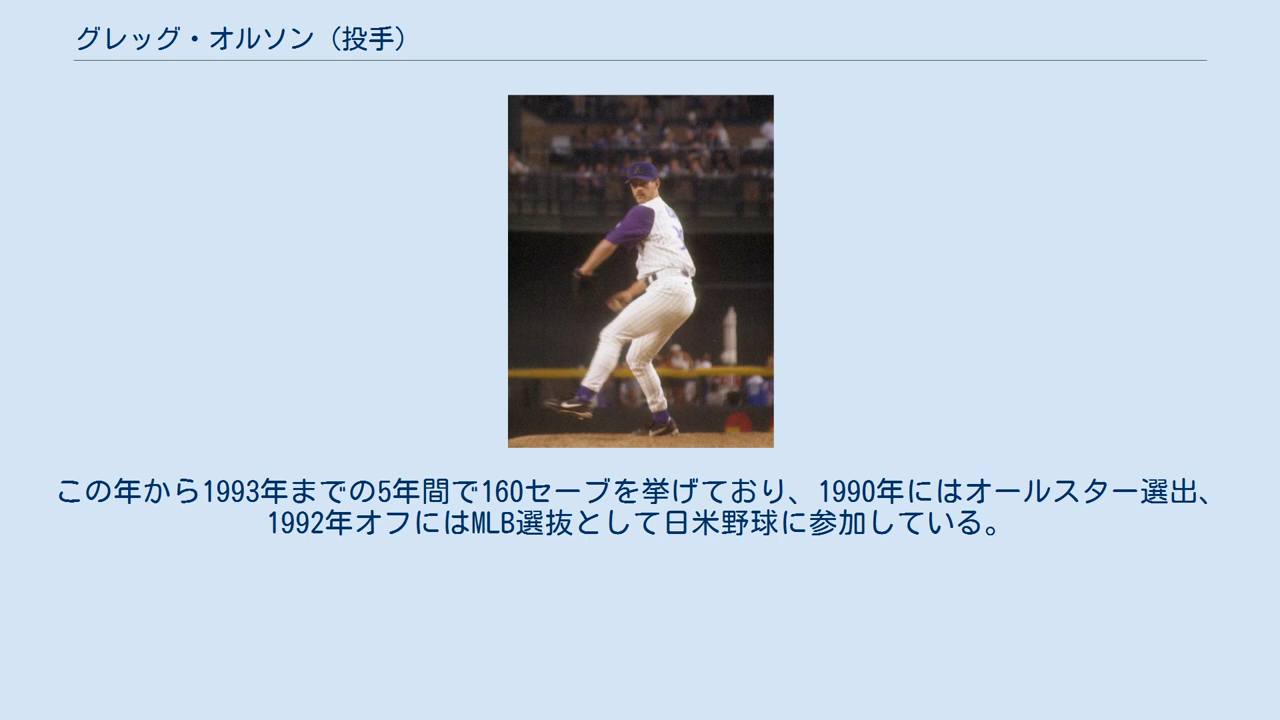 グレッグ・オルソン（投手）
この年から1993年までの5年間で160セーブを挙げており、1990年にはオールスター選出、
1992年オフにはMLB選抜として日米野球に参加している。